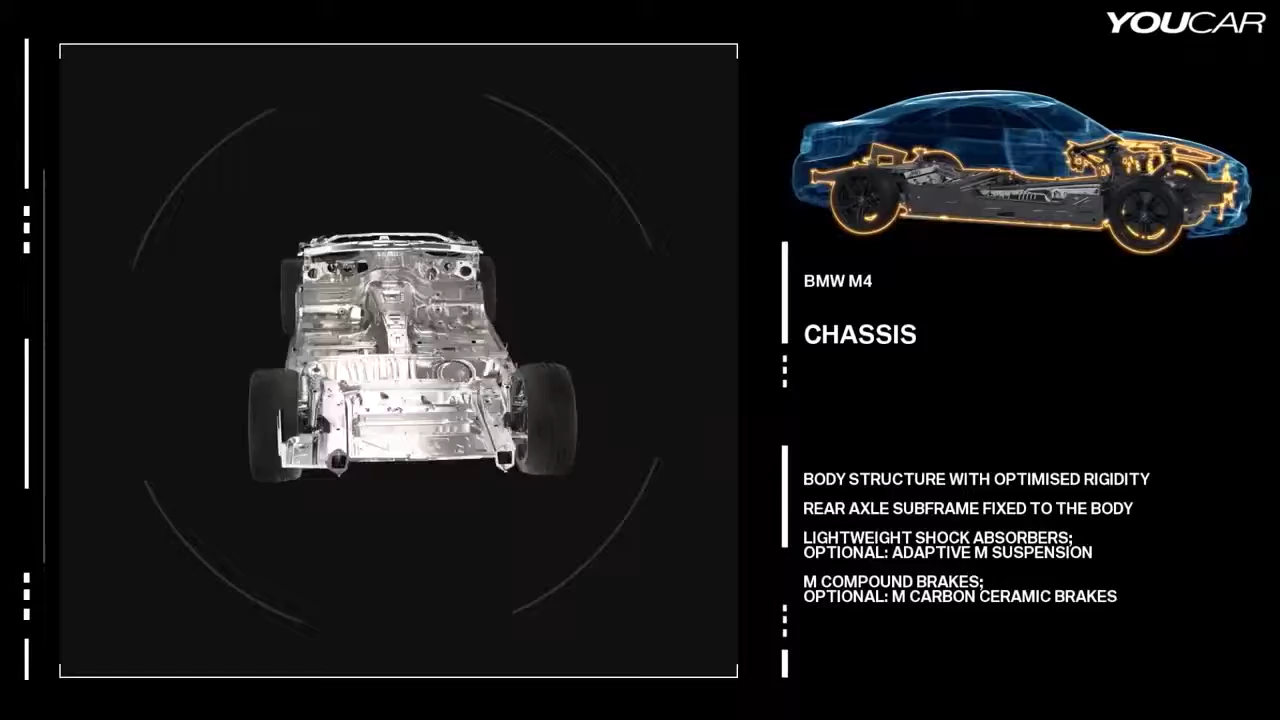 YOUCAR
BMW M4
CHASSIS
BODY STRUCTURE WITH OPTIMISED RIGIDITY
REAR AXLE SUBFRAME FIXED TO THE BODY
LIGHTWEIGHT SHOCK ABSORBERS;
OPTIONAL: ADAPTIVE M SUSPENSION
M COMPOUND BRAKES;
OPTIONAL: M CARBON CERAMIC BRAKES